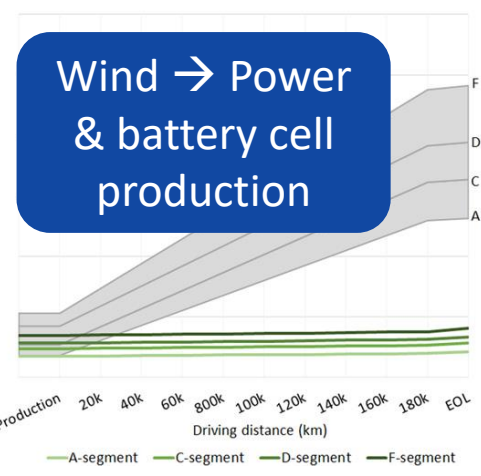 Wind → Power
& battery cell
production
F
D
C
A
Production 20k 40k 60k 800k 100k 120k 140k 160k 180k EOL
Driving distance (km)
A-segment C-segment D-segment F-segment